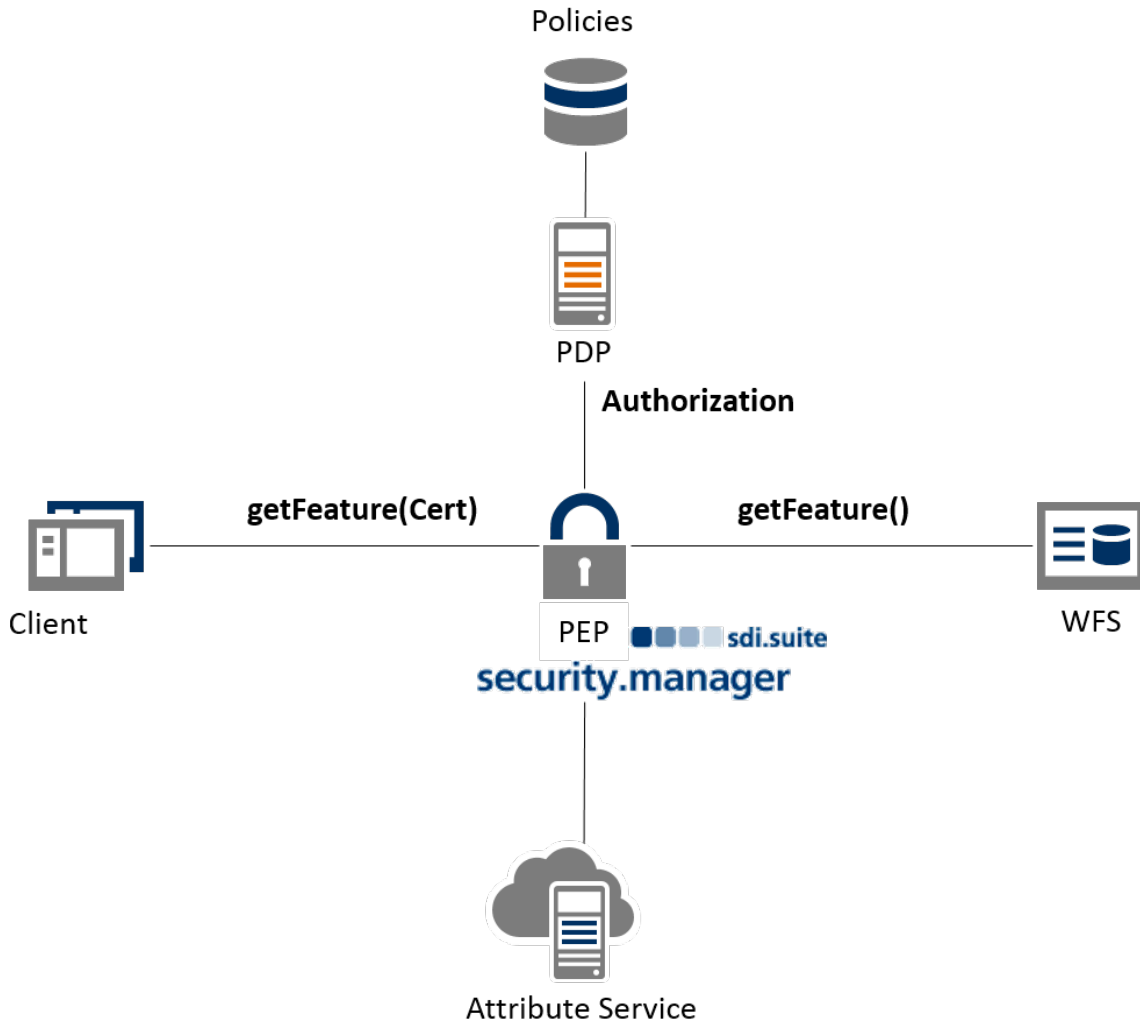 Policies
PDP
Authorization
getFeature(Cert)
getFeature()
Client
PEP
WFS
sdi.suite
security.manager
Attribute Service